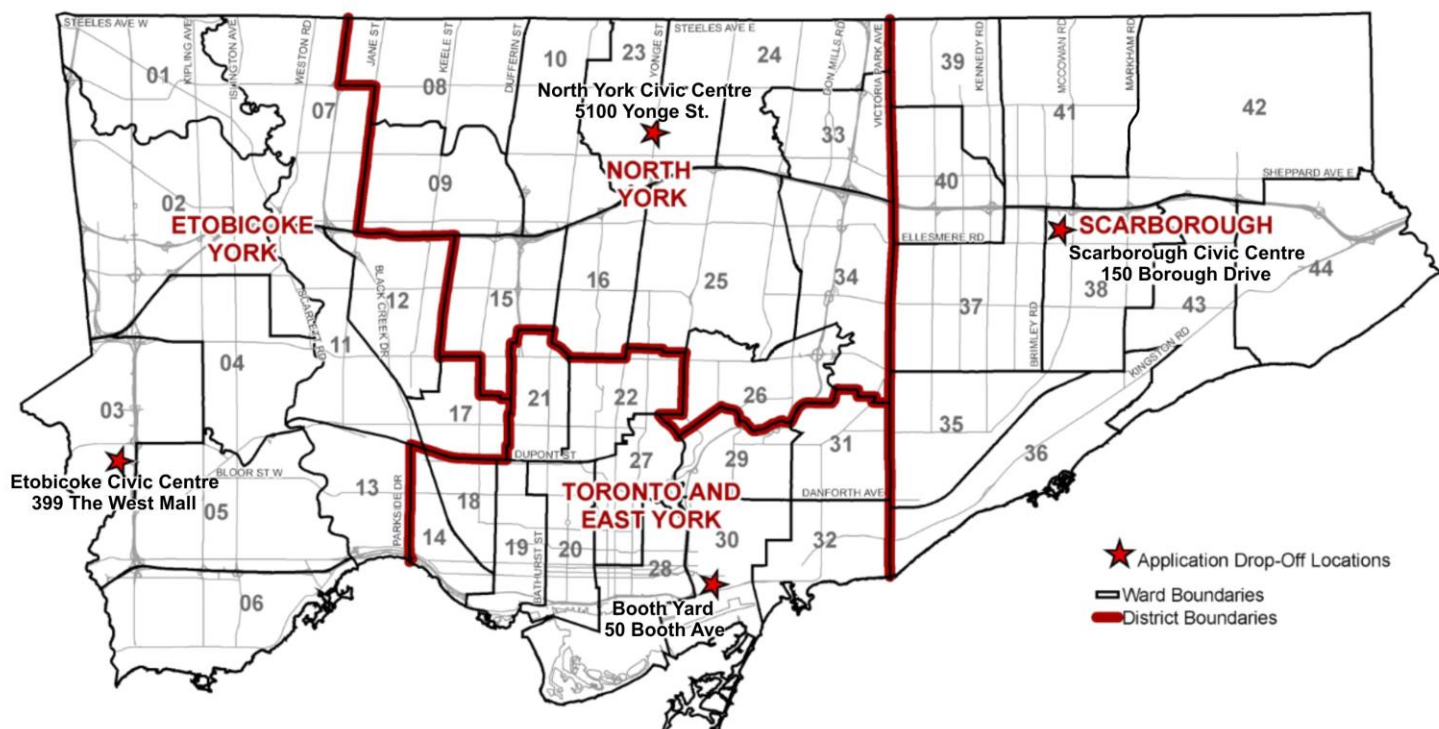 STEELES AVE W
KIPLING AVE
ISLINGTON AVE
WESTON RD
JANE ST
KEELE ST
DUFFERIN ST
YONGE ST
STEELES AVE E
DON MILLS RD
VICTORIA PARK AVE
KENNEDY RD
MCCOWAN RD
MARKHAM RD
01
07
08
10
23
24
39
41
42
North York Civic Centre
5100 Yonge St.
33
NORTH
YORK
09
40
SHEPPARD AVE E
02
ETOBICOKE
YORK
ELLESMERE RD
SCARBOROUGH
Scarborough Civic Centre
150 Borough Drive
44
SCARLETT RD
BLACK CREEK DR
11
12
15
16
25
34
37
38
43
BRIMLEY RD
KINGSTON RD
04
03
17
21
22
26
31
35
36
DUPONT ST
27
29
Etobicoke Civic Centre
399 The West Mall
BLOOR ST W
05
13
PARKSIDE DR
18
14
TORONTO AND
EAST YORK
DANFORTH AVE
19
BATHURST ST
20
28
30
32
06
Booth Yard
50 Booth Ave
Application Drop-Off Locations
Ward Boundaries
District Boundaries